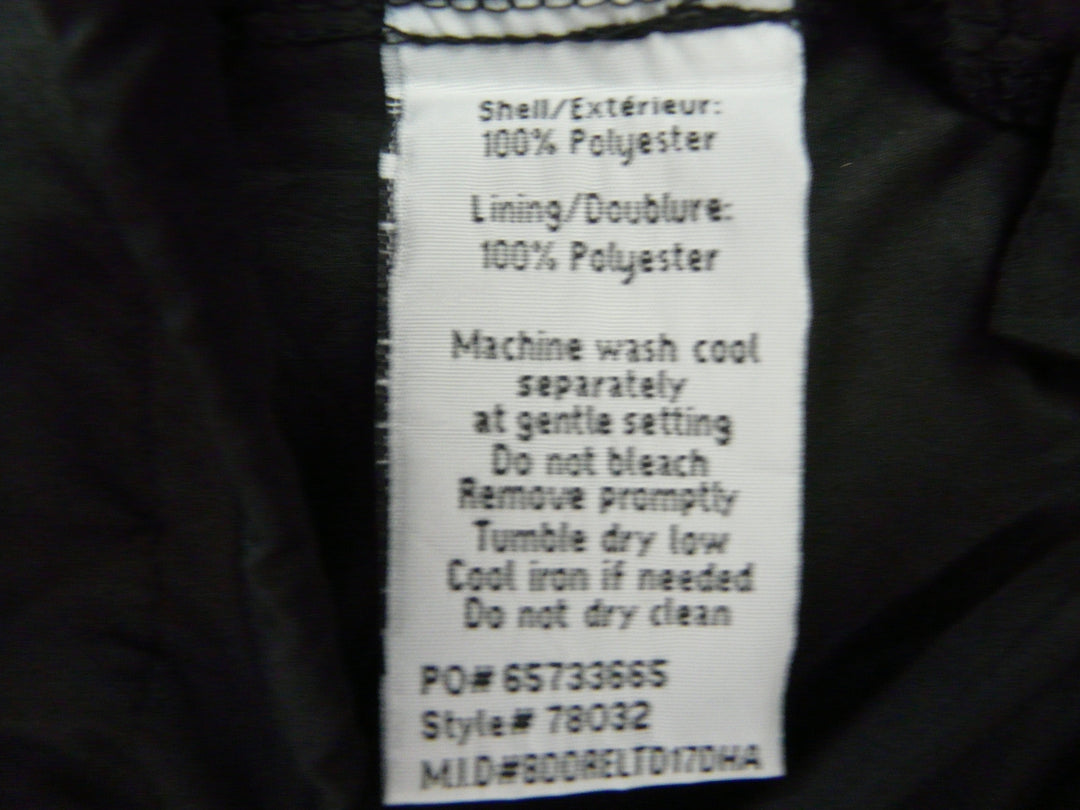 Shell/Extérieur:
100% Polyester
Lining/Doublure:
100% Polyester
Machine wash cool
separately
at gentle setting
Do not bleach
Remove promptly
Tumble dry low
Cool iron if needed
Do not dry clean
PO# 65733665
Style# 78032